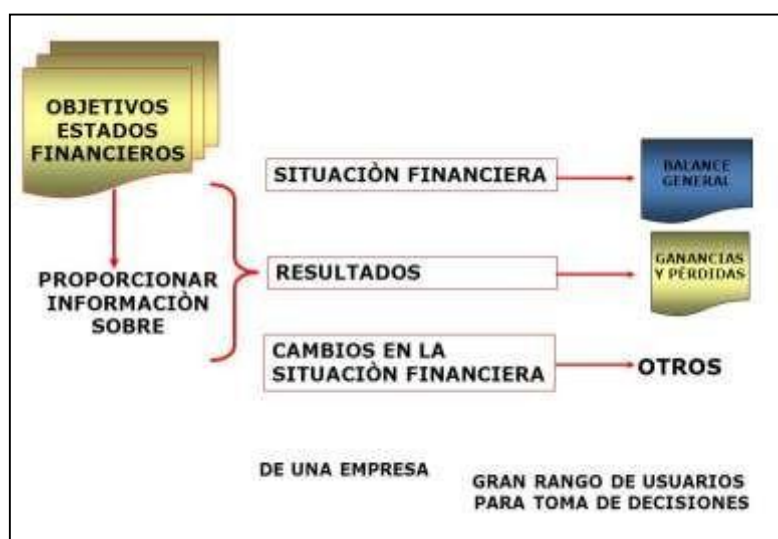 OBJETIVOS
ESTADOS
FINANCIEROS
PROPORCIONAR
INFORMACIÒN
SOBRE
SITUACIÒN FINANCIERA
BALANCE
GENERAL
RESULTADOS
GANANCIAS
Y PÉRDIDAS
CAMBIOS EN LA
SITUACIÒN FINANCIERA
OTROS
DE UNA EMPRESA
GRAN RANGO DE USUARIOS
PARA TOMA DE DECISIONES